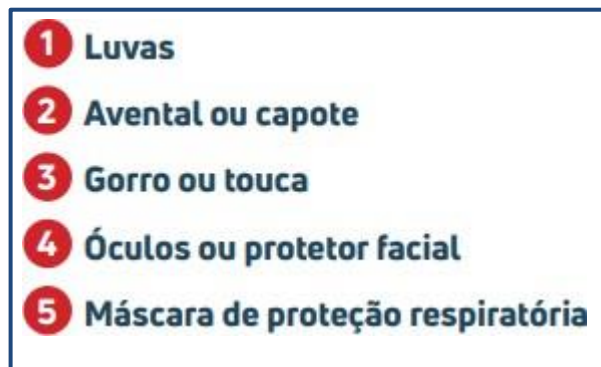 1 Luvas
2 Avental ou capote
3 Gorro ou touca
4 Óculos ou protetor facial
5 Máscara de proteção respiratória